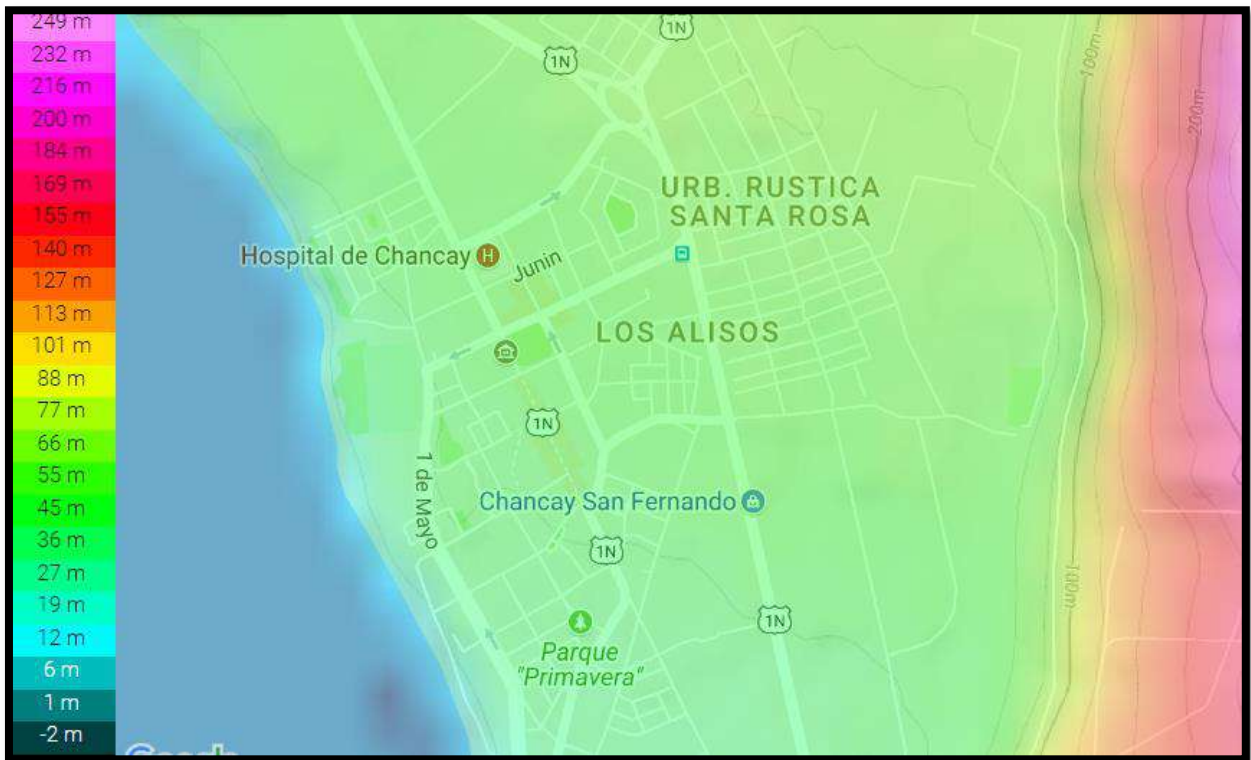 249 m
232 m
216 m
200 m
184 m
169 m
155 m
140 m
127 m
113 m
101 m
88 m
77 m
66 m
55 m
45 m
36 m
27 m
19 m
12 m
6 m
1 m
-2 m
1N
1N
100m
200m
URB. RUSTICA
SANTA ROSA
Hospital de Chancay H
Junin
LOS ALISOS
1N
1 de Mayo
Chancay San Fernando
1N
100m
1N
Parque
"Primavera"
Google